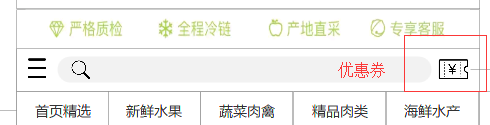 严格质检 全程冷链 产地直采 专享客服
优惠券 ¥
首页精选 新鲜水果 蔬菜肉禽 精品肉类 海鲜水产